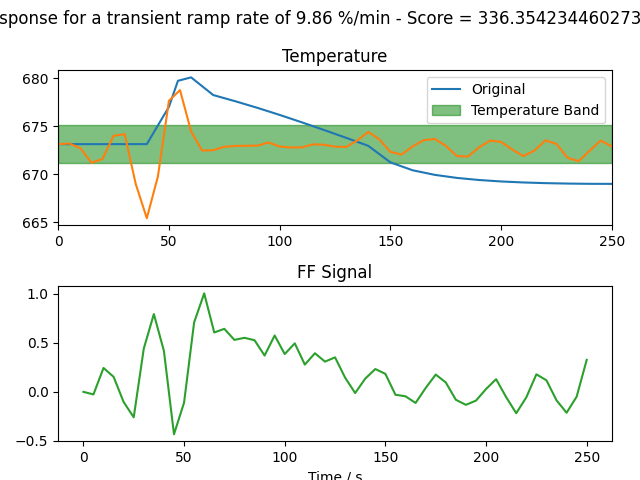 sponse for a transient ramp rate of 9.86 %/min - Score = 336.354234460273
Temperature
680
675
670
665
Original
Temperature Band
0 50 100 150 200 250
FF Signal
1.0
0.5
0.0
−0.5
0 50 100 150 200 250
Time / s